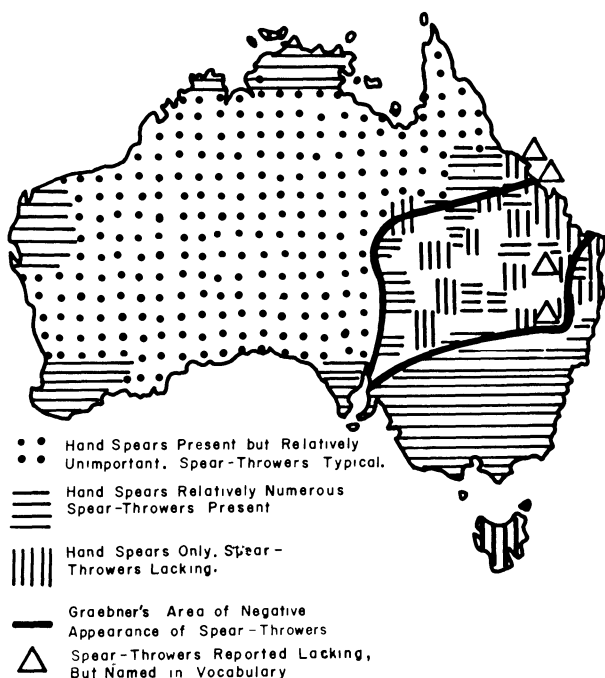 Hand Spears Present but Relatively
Unimportant. Spear-Throwers Typical.
Hand Spears Relatively Numerous
Spear-Throwers Present
Hand Spears Only. Spear-
Throwers Lacking.
Graebner's Area of Negative
Appearance of Spear-Throwers
Spear-Throwers Reported Lacking,
But Named in Vocabulary